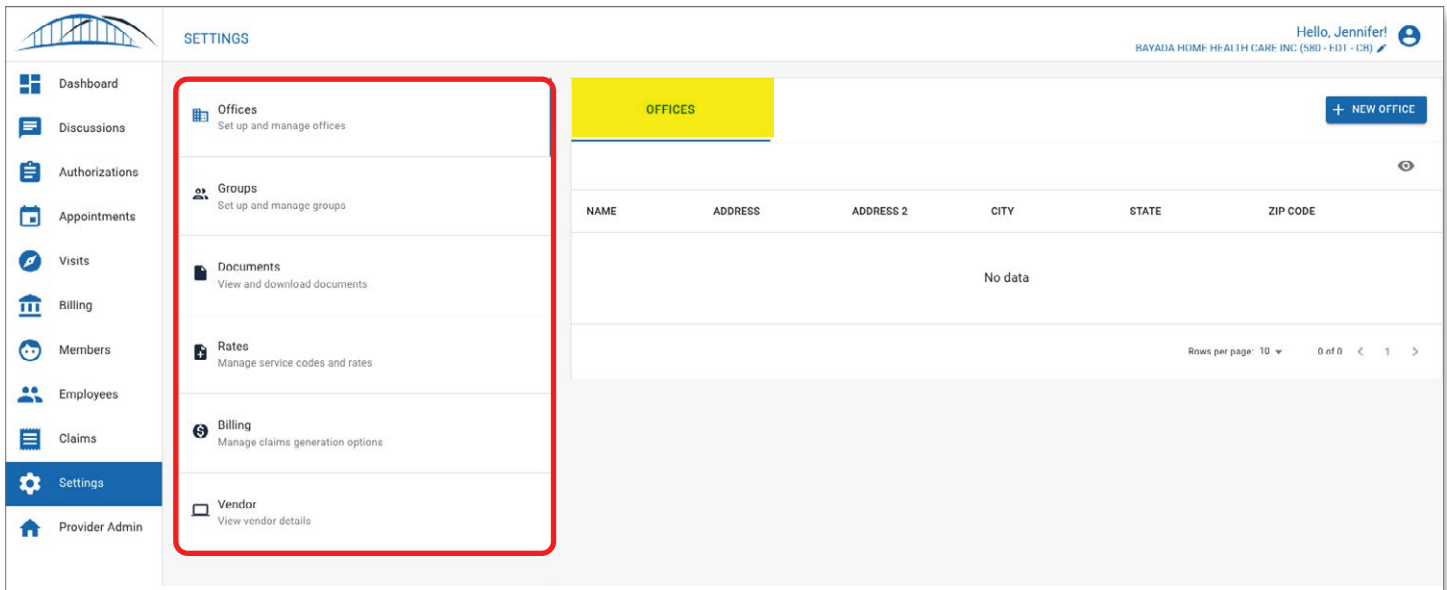 SETTINGS
Hello, Jennifer!
BAYADA HOME HEALTH CARE INC (580 - EDT - CB)
Dashboard
Discussions
Authorizations
Appointments
Visits
Billing
Members
Employees
Claims
Settings
Provider Admin
Offices
Set up and manage offices
Groups
Set up and manage groups
Documents
View and download documents
Rates
Manage service codes and rates
Billing
Manage claims generation options
Vendor
View vendor details
OFFICES
+ NEW OFFICE
NAME ADDRESS ADDRESS 2 CITY STATE ZIP CODE
No data
Rows per page: 10 0 of 0 < 1 >